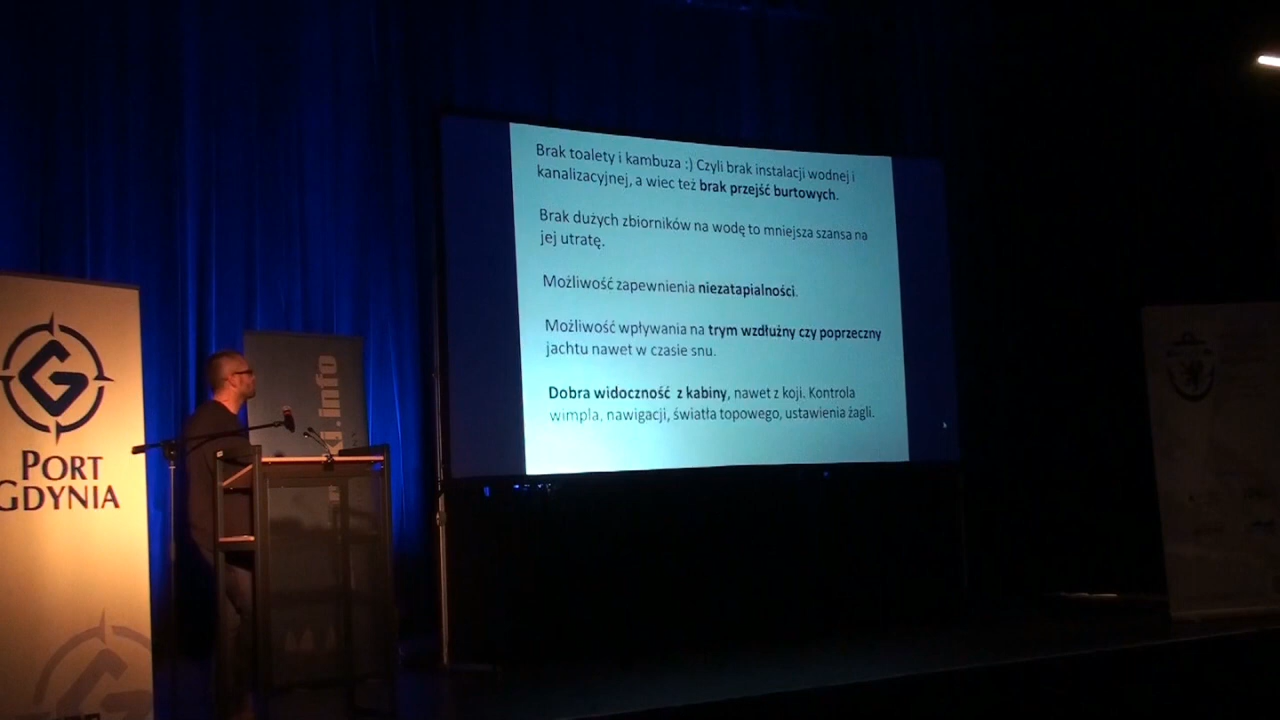 Brak toalety i kambuza :) Czyli brak instalacji wodnej i
kanalizacyjnej, a wiec też brak przejść burtowych.
Brak dużych zbiorników na wodę to mniejsza szansa na
jej utratę.
Możliwość zapewnienia niezatapialności.
Możliwość wpływania na trym wzdłużny czy poprzeczny
jachtu nawet w czasie snu.
Dobra widoczność z kabiny, nawet z koji. Kontrola
wimpla, nawigacji, światła topowego, ustawienia żagli.
G
PORT
GDYNIA
.info